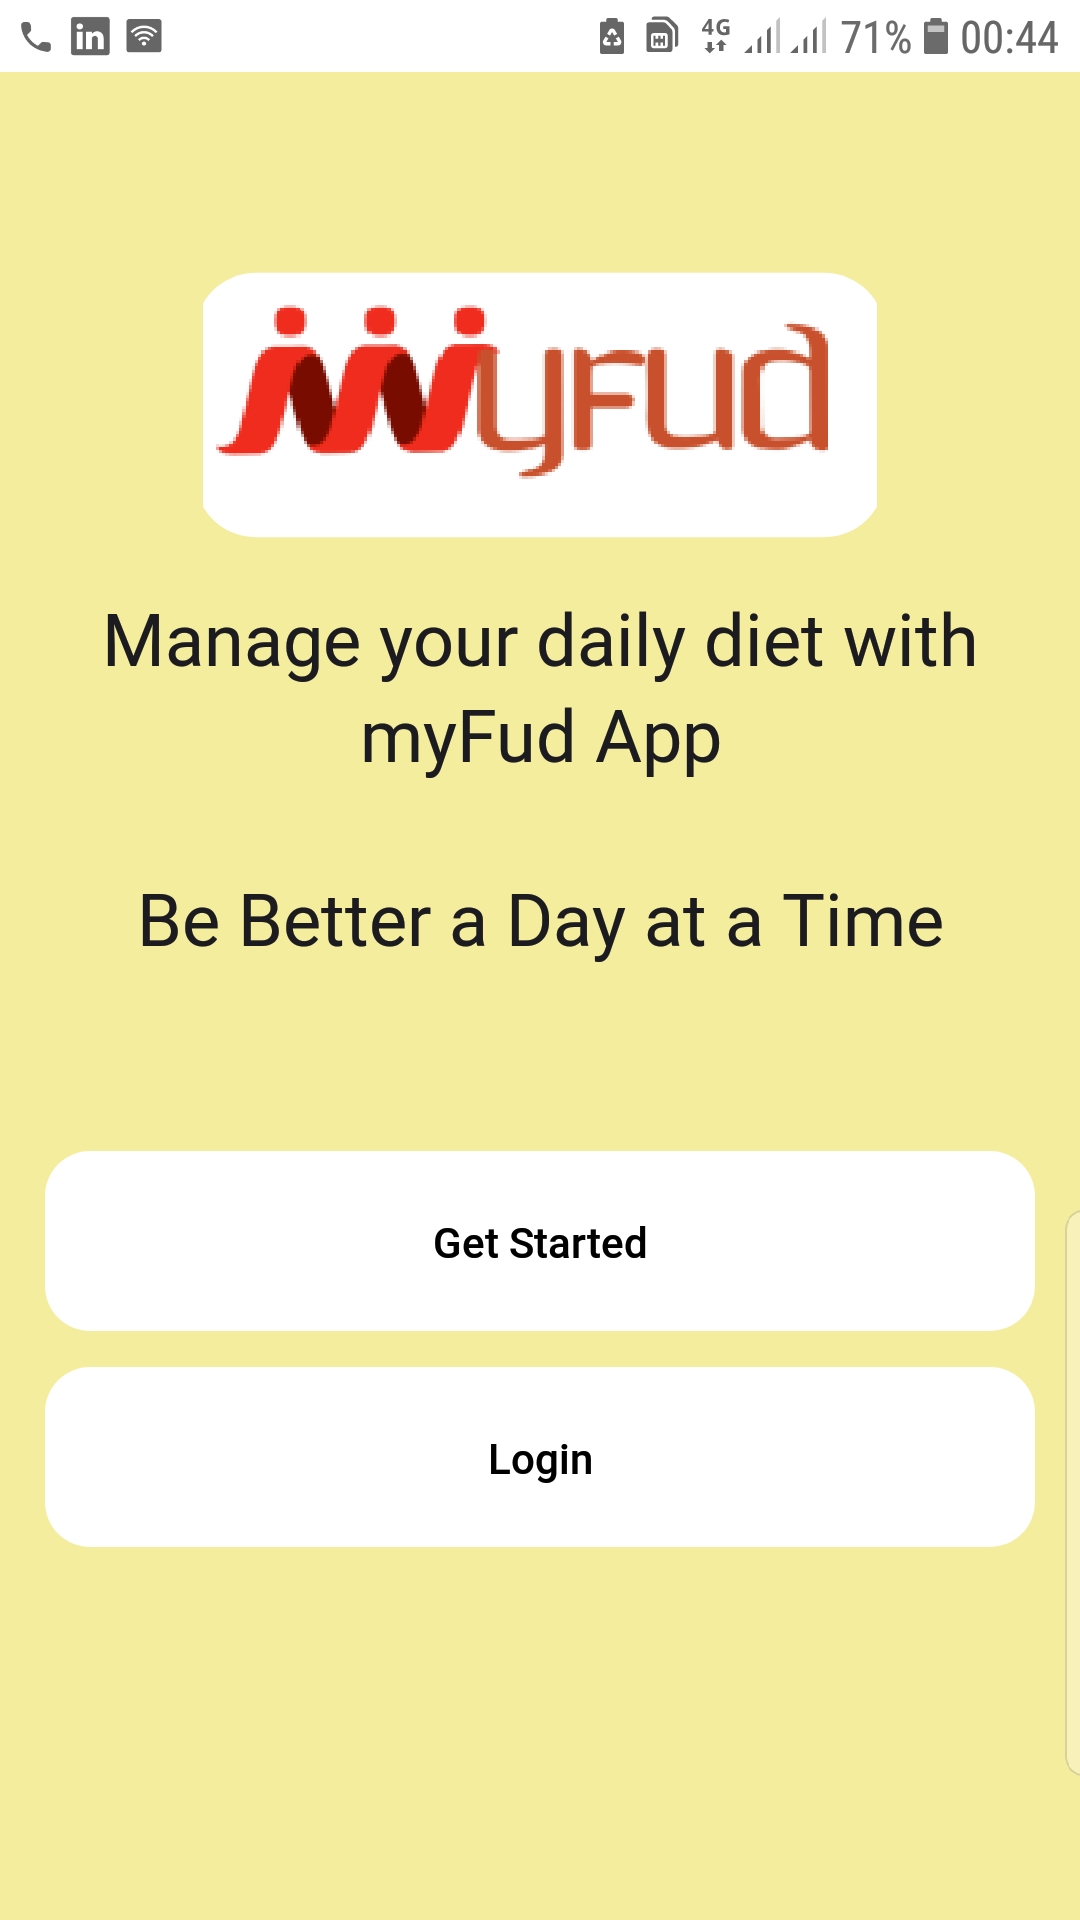 in 4G 71% 00:44
myFud
Manage your daily diet with
myFud App
Be Better a Day at a Time
Get Started
Login